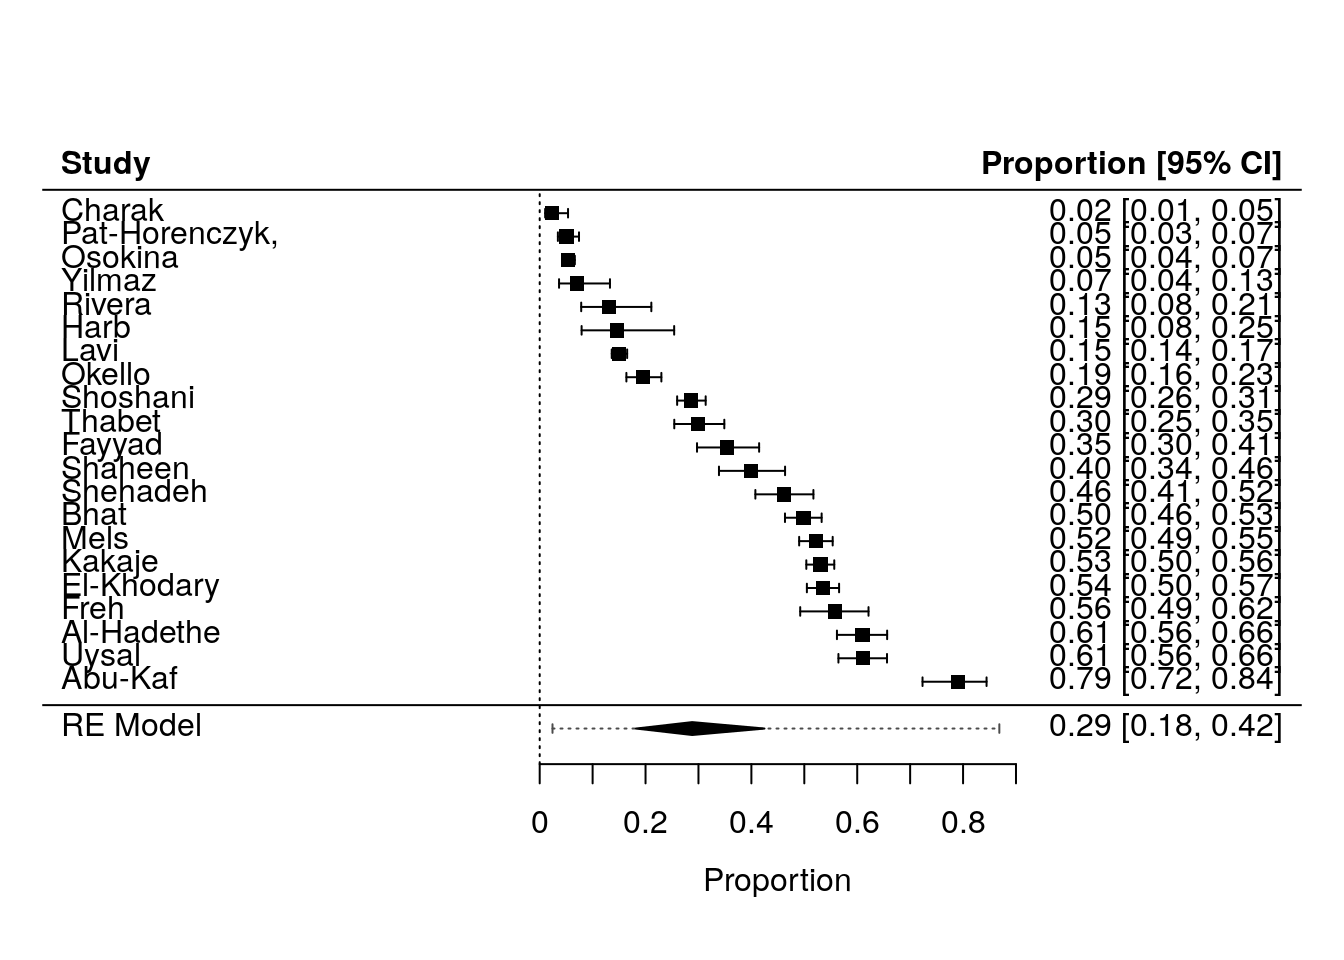 Study Proportion [95% CI]
Charak 0.02 [0.01, 0.05]
Pat-Horenczyk, 0.05 [0.03, 0.07]
Osokina 0.05 [0.04, 0.07]
Yilmaz 0.07 [0.04, 0.13]
Rivera 0.13 [0.08, 0.21]
Harb 0.15 [0.08, 0.25]
Lavi 0.15 [0.14, 0.17]
Okello 0.19 [0.16, 0.23]
Shoshani 0.29 [0.26, 0.31]
Thabet 0.30 [0.25, 0.35]
Fayyad 0.35 [0.30, 0.41]
Shaheen 0.40 [0.34, 0.46]
Shehadeh 0.46 [0.41, 0.52]
Bhat 0.50 [0.46, 0.53]
Mels 0.52 [0.49, 0.55]
Kakaje 0.53 [0.50, 0.56]
El-Khodary 0.54 [0.50, 0.57]
Freh 0.56 [0.49, 0.62]
Al-Hadethe 0.61 [0.56, 0.66]
Uysal 0.61 [0.56, 0.66]
Abu-Kaf 0.79 [0.72, 0.84]
RE Model 0.29 [0.18, 0.42]
0 0.2 0.4 0.6 0.8
Proportion